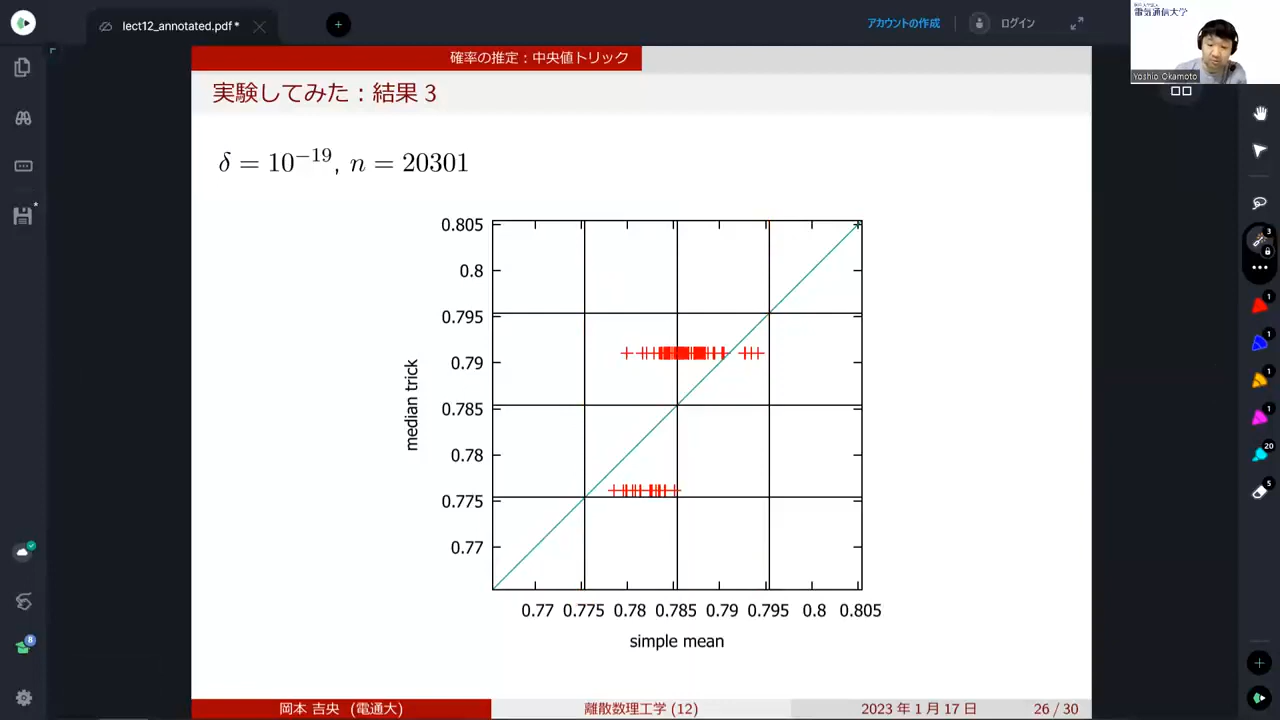 lect12_annotated.pdf*
アカウントの作成
ログイン
電気通信大学
Yoshio Okamoto
確率の推定：中央値トリック
実験してみた：結果 3
δ = 10⁻¹⁹, n = 20301
0.805
0.8
0.795
0.79
0.785
0.78
0.775
0.77
median trick
0.77 0.775 0.78 0.785 0.79 0.795 0.8 0.805
simple mean
岡本 吉央 (電通大)
離散数理工学 (12)
2023 年 1 月 17 日
26 / 30
3
1
1
1
1
20
5
8